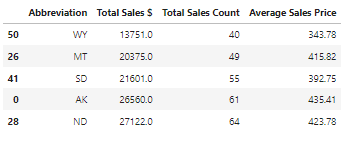 Abbreviation Total Sales $ Total Sales Count Average Sales Price
50 WY 13751.0 40 343.78
26 MT 20375.0 49 415.82
41 SD 21601.0 55 392.75
0 AK 26560.0 61 435.41
28 ND 27122.0 64 423.78